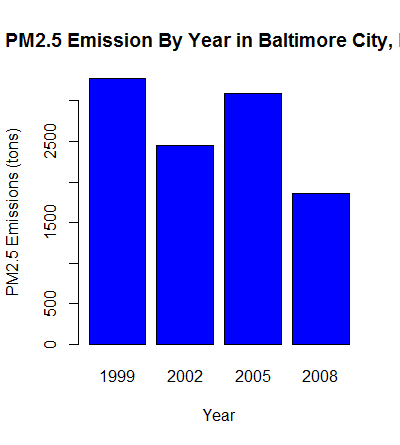 PM2.5 Emission By Year in Baltimore City,
PM2.5 Emissions (tons)
2500
1500
500
0
1999 2002 2005 2008
Year